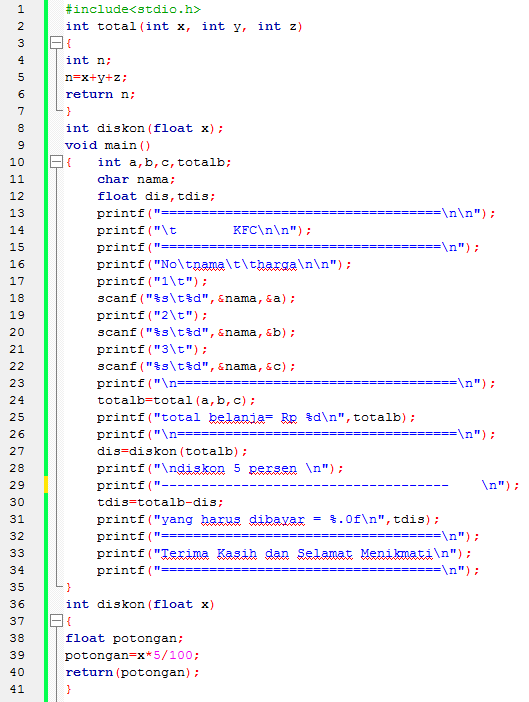 1 #include<stdio.h>
2 int total(int x, int y, int z)
3 {
4 int n;
5 n=x+y+z;
6 return n;
7 }
8 int diskon(float x);
9 void main()
10 {   int a,b,c,totalb;
11     char nama;
12     float dis,tdis;
13     printf("===================================\n\n");
14     printf("\t       KFC\n\n");
15     printf("===================================\n");
16     printf("No\tnama\t\tharga\n\n");
17     printf("1\t");
18     scanf("%s\t%d",&nama,&a);
19     printf("2\t");
20     scanf("%s\t%d",&nama,&b);
21     printf("3\t");
22     scanf("%s\t%d",&nama,&c);
23     printf("\n===================================\n");
24     totalb=total(a,b,c);
25     printf("total belanja= Rp %d\n",totalb);
26     printf("\n===================================\n");
27     dis=diskon(totalb);
28     printf("\ndiskon 5 persen \n");
29     printf("------------------------------------    \n");
30     tdis=totalb-dis;
31     printf("yang harus dibayar = %.0f\n",tdis);
32     printf("===================================\n");
33     printf("Terima Kasih dan Selamat Menikmati\n");
34     printf("===================================\n");
35 }
36 int diskon(float x)
37 {
38 float potongan;
39 potongan=x*5/100;
40 return(potongan);
41 }